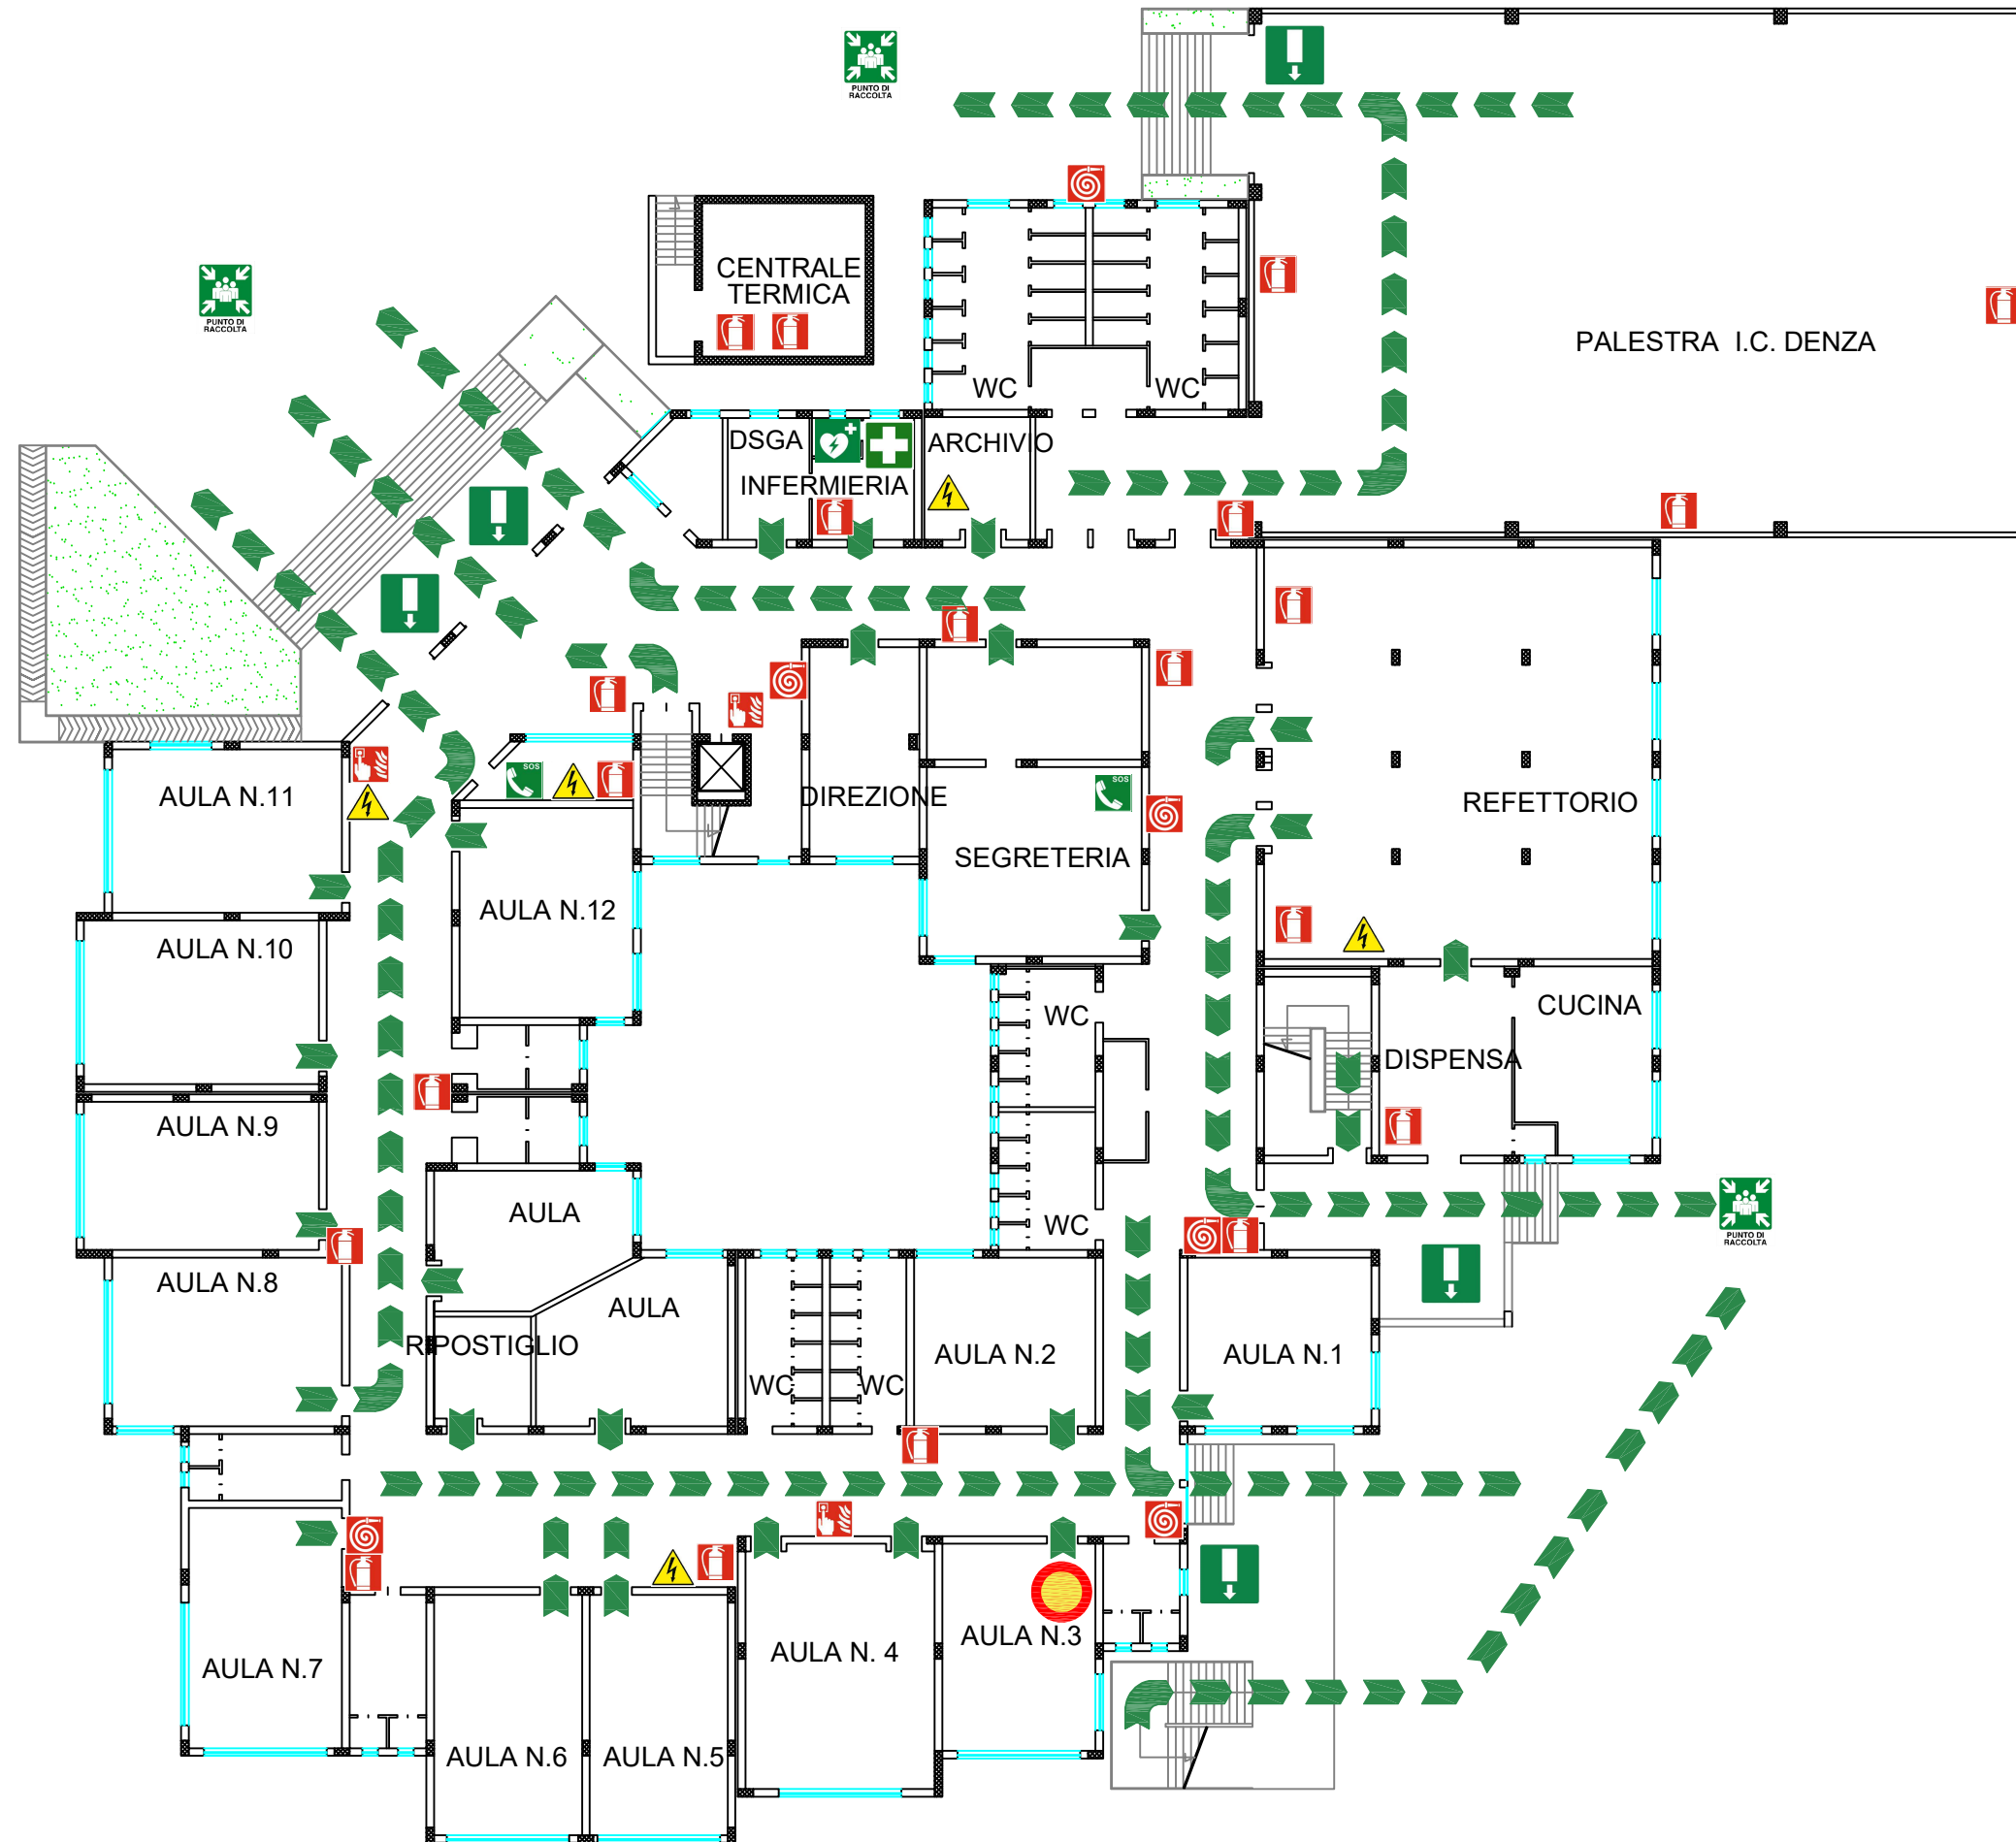 PUNTO DI
RACCOLTA
PUNTO DI
RACCOLTA
CENTRALE
TERMICA
PALESTRA I.C. DENZA
WC
WC
DSGA
ARCHIVIO
INFERMIERIA
SOS
SOS
AULA N.11
DIREZIONE
REFETTORIO
SEGRETERIA
AULA N.12
AULA N.10
CUCINA
WC
DISPENSA
AULA N.9
AULA
WC
PUNTO DI
RACCOLTA
AULA N.8
AULA
RIPOSTIGLIO
AULA N.2
AULA N.1
WC
WC
AULA N.3
AULA N. 4
AULA N.7
AULA N.6
AULA N.5